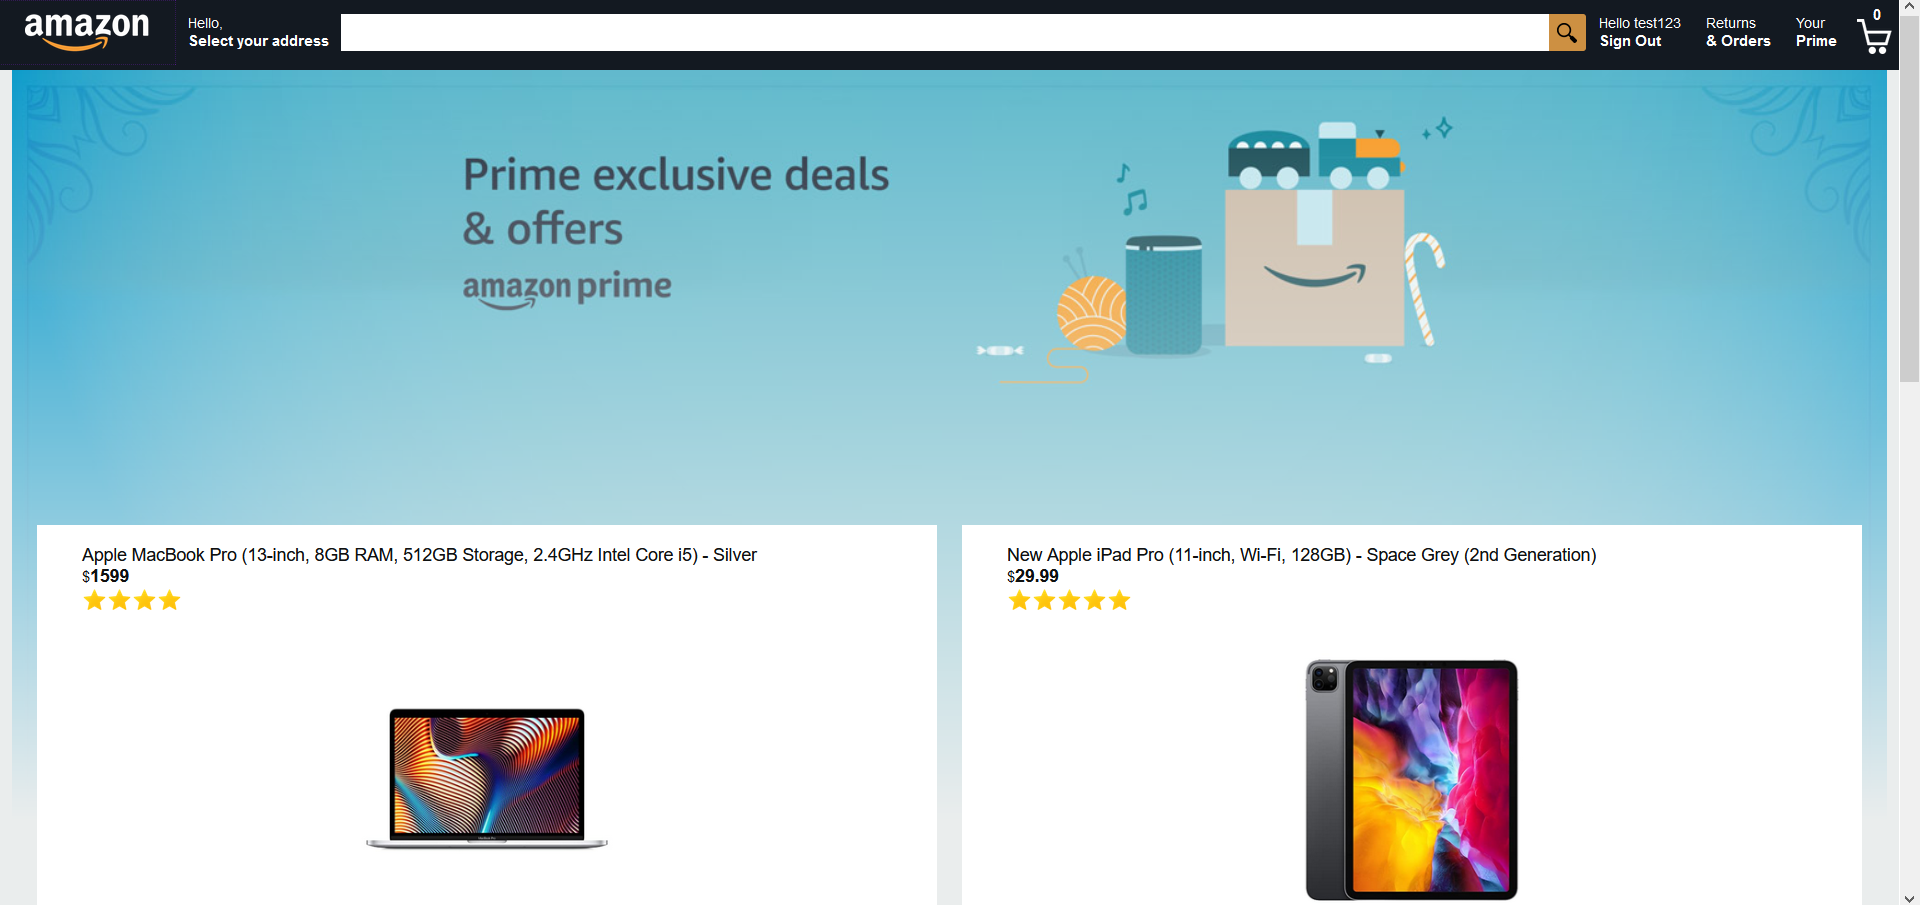 amazon
Hello,
Select your address
Hello test123
Sign Out
Returns
& Orders
Your
Prime
0
Prime exclusive deals
& offers
amazon prime
Apple MacBook Pro (13-inch, 8GB RAM, 512GB Storage, 2.4GHz Intel Core i5) - Silver
$1599
New Apple iPad Pro (11-inch, Wi-Fi, 128GB) - Space Grey (2nd Generation)
$29.99